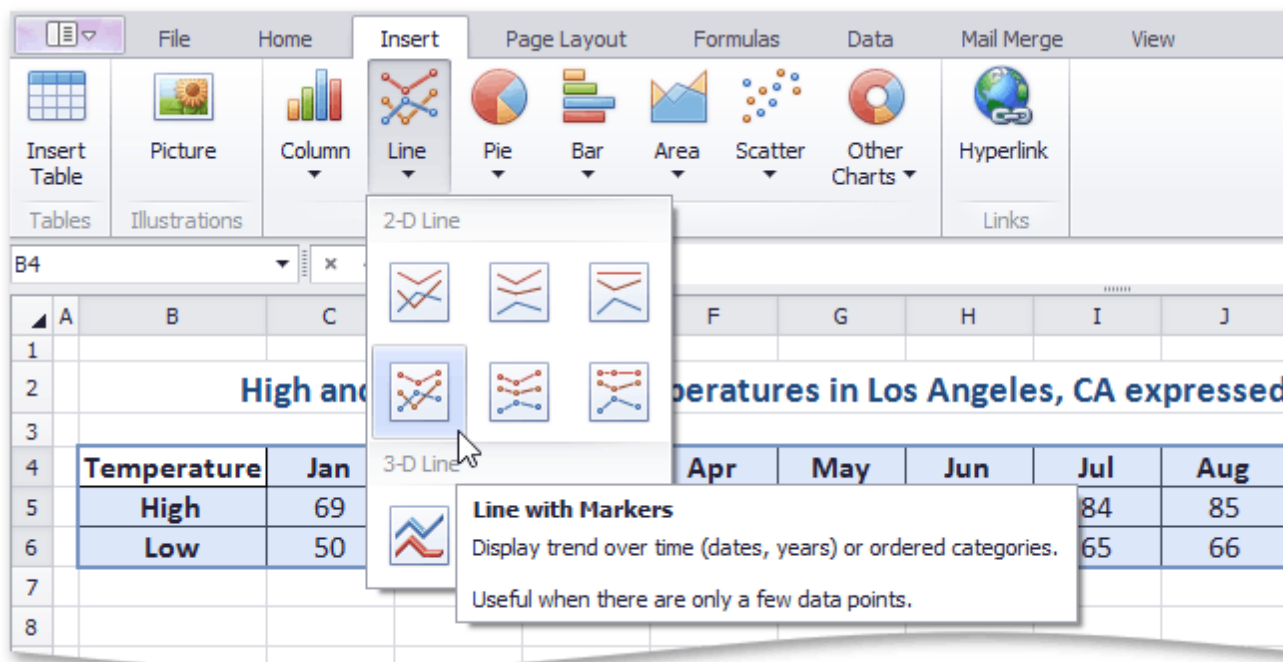 File Home Insert Page Layout Formulas Data Mail Merge View
Insert Table Picture Column Line Pie Bar Area Scatter Other Charts Hyperlink
Tables Illustrations Links
2-D Line
B4
A B C F G H I J
1
2 High and peratures in Los Angeles, CA expressed
3
3-D Line
4 Temperature Jan Apr May Jun Jul Aug
5 High 69 84 85
6 Low 50 65 66
Line with Markers
Display trend over time (dates, years) or ordered categories.
Useful when there are only a few data points.
7
8